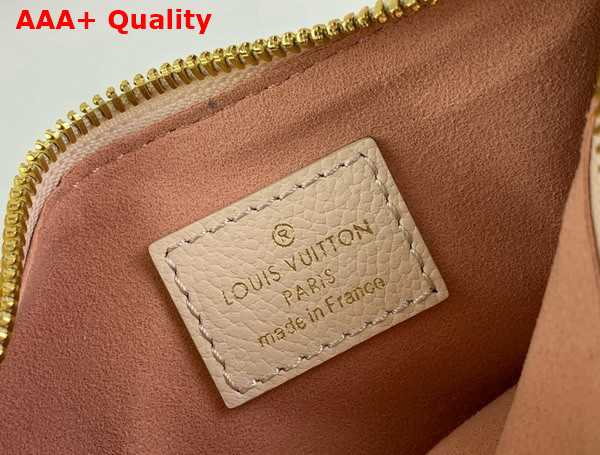 AAA+ Quality
®
LOUIS VUITTON
PARIS
made in France